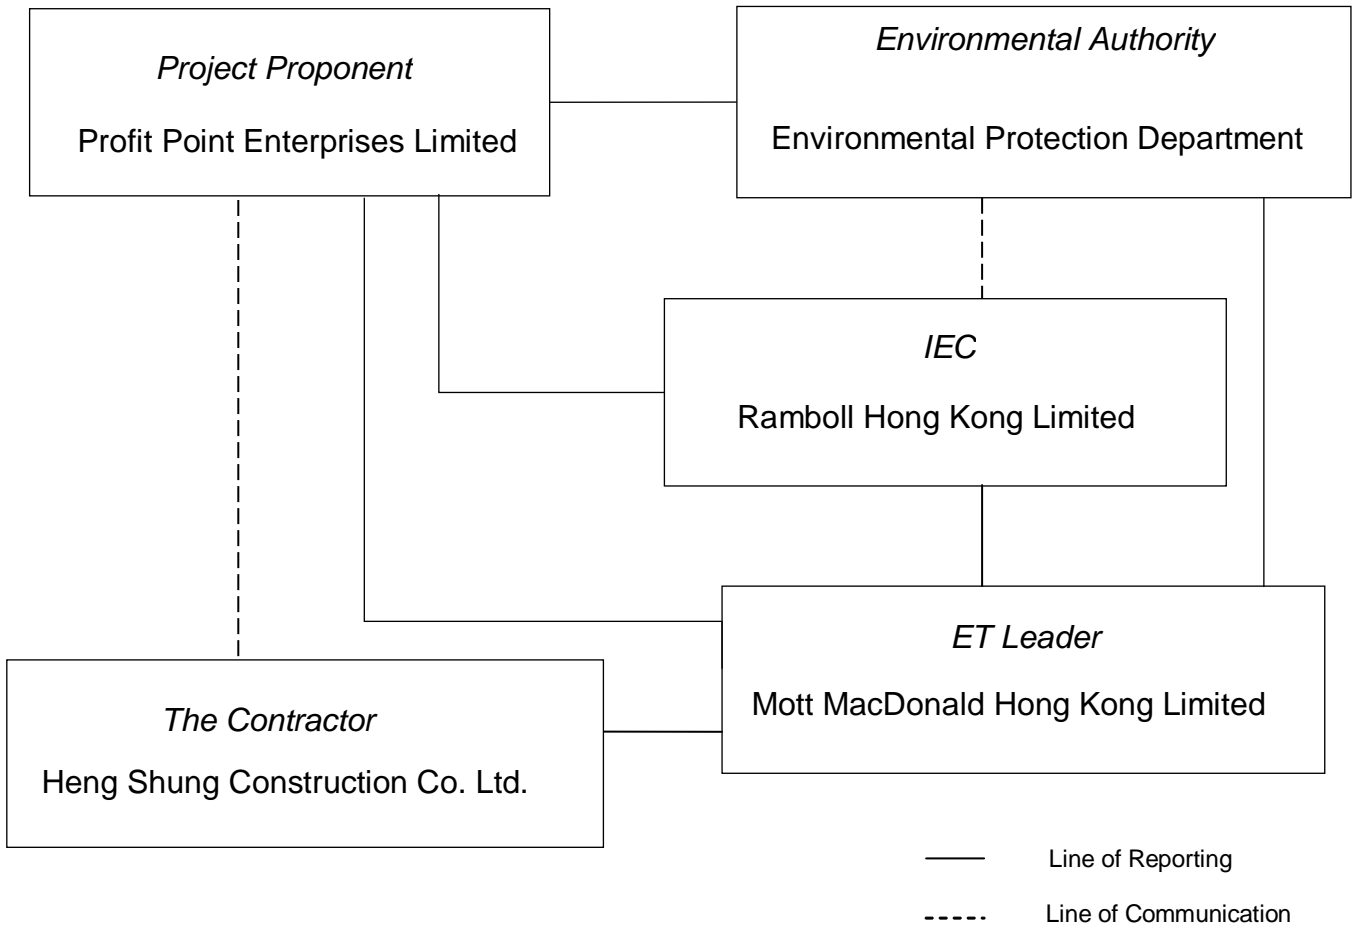 Project Proponent
Profit Point Enterprises Limited
Environmental Authority
Environmental Protection Department
IEC
Ramboll Hong Kong Limited
ET Leader
Mott MacDonald Hong Kong Limited
The Contractor
Heng Shung Construction Co. Ltd.
Line of Reporting
Line of Communication